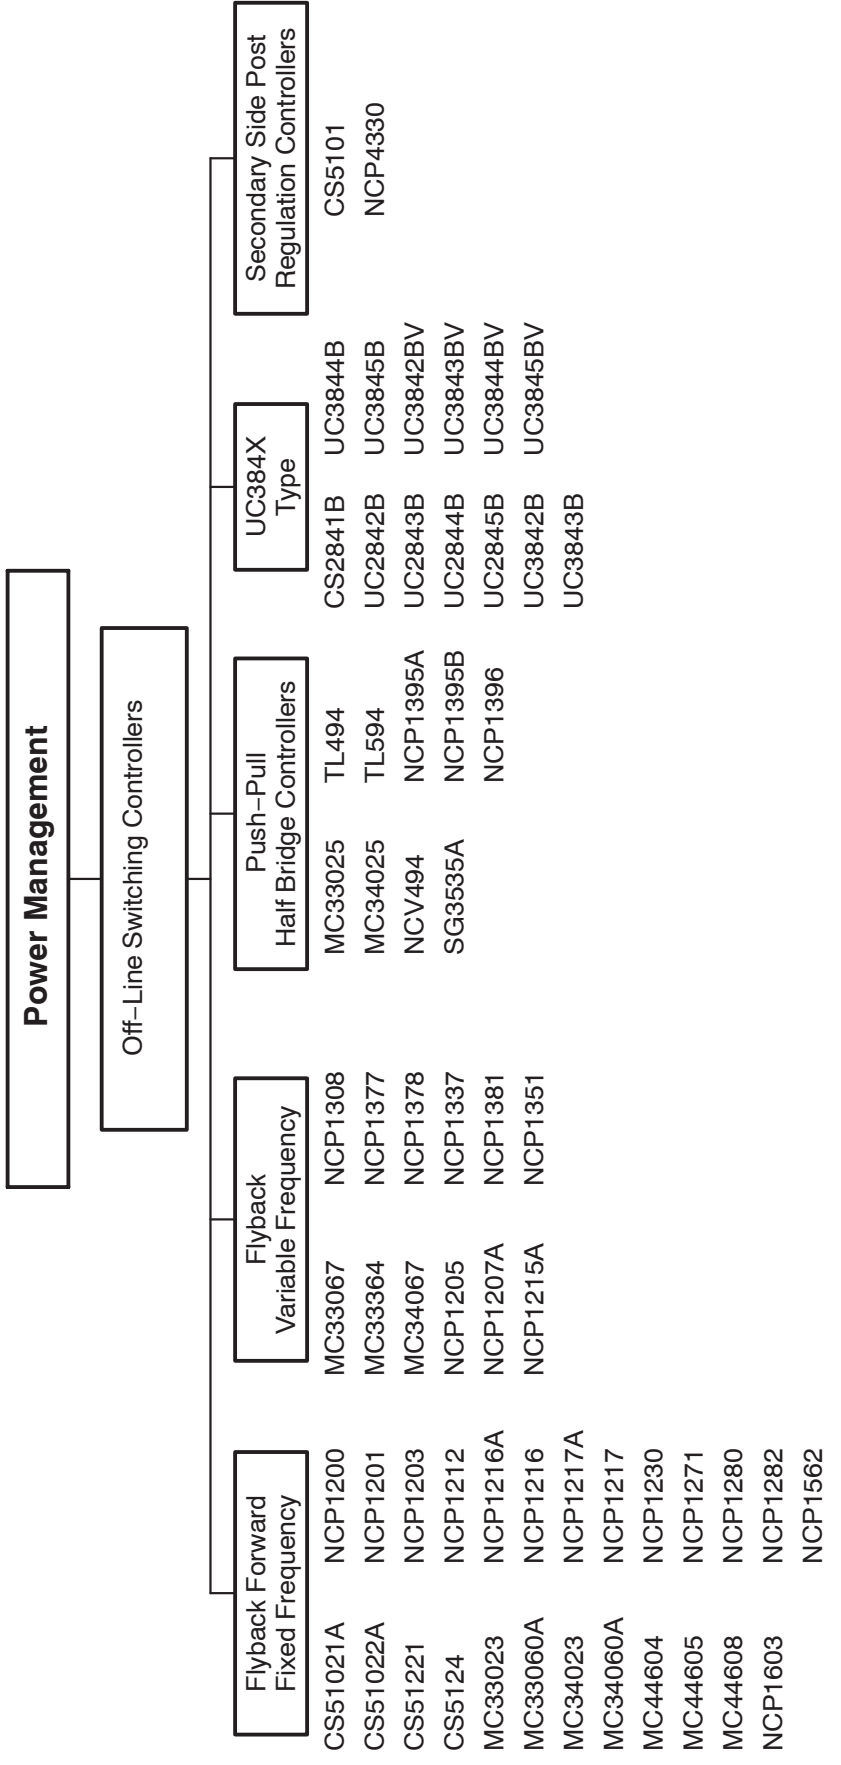 Power Management
Off−Line Switching Controllers
Flyback Forward
Fixed Frequency
CS51021A
CS51022A
CS51221
CS5124
MC33023
MC33060A
MC34023
MC34060A
MC44604
MC44605
MC44608
NCP1603
NCP1200
NCP1201
NCP1203
NCP1212
NCP1216A
NCP1216
NCP1217A
NCP1217
NCP1230
NCP1271
NCP1280
NCP1282
NCP1562
Flyback
Variable Frequency
MC33067
MC33364
MC34067
NCP1205
NCP1207A
NCP1215A
NCP1308
NCP1377
NCP1378
NCP1337
NCP1381
NCP1351
Push−Pull
Half Bridge Controllers
MC33025
MC34025
NCV494
SG3535A
TL494
TL594
NCP1395A
NCP1395B
NCP1396
UC384X
Type
CS2841B
UC2842B
UC2843B
UC2844B
UC2845B
UC3842B
UC3843B
UC3844B
UC3845B
UC3842BV
UC3843BV
UC3844BV
UC3845BV
Secondary Side Post
Regulation Controllers
CS5101
NCP4330